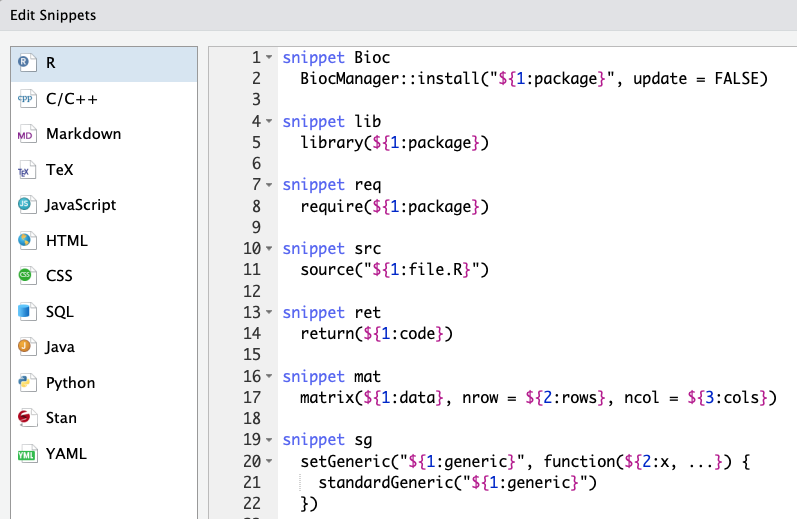 Edit Snippets
R
C/C++
Markdown
TeX
JavaScript
HTML
CSS
SQL
Java
Python
Stan
YAML
1 snippet Bioc
2   BiocManager::install("${1:package}", update = FALSE)
3
4 snippet lib
5   library(${1:package})
6
7 snippet req
8   require(${1:package})
9
10 snippet src
11   source("${1:file.R}")
12
13 snippet ret
14   return(${1:code})
15
16 snippet mat
17   matrix(${1:data}, nrow = ${2:rows}, ncol = ${3:cols})
18
19 snippet sg
20   setGeneric("${1:generic}", function(${2:x, ...}) {
21     standardGeneric("${1:generic}")
22   })